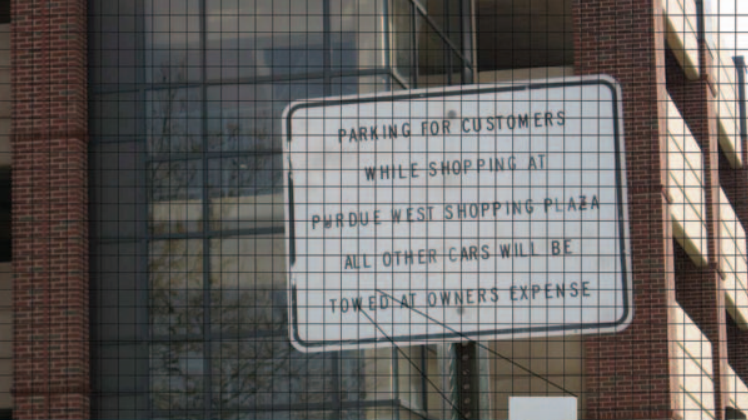 PARKING FOR CUSTOMERS
WHILE SHOPPING AT
PURDUE WEST SHOPPING PLAZA
ALL OTHER CARS WILL BE
TOWED AT OWNERS EXPENSE